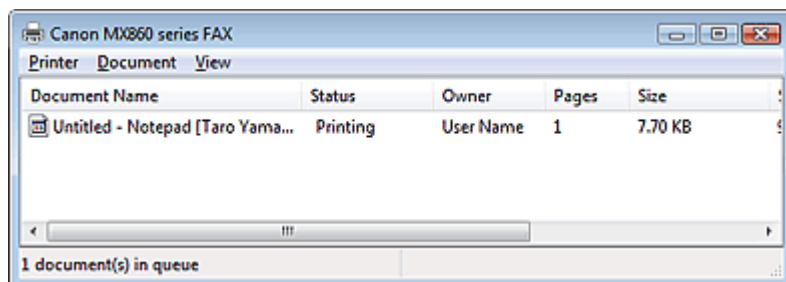 Canon MX860 series FAX
Printer Document View
Document Name Status Owner Pages Size
Untitled - Notepad [Taro Yama... Printing User Name 1 7.70 KB
1 document(s) in queue